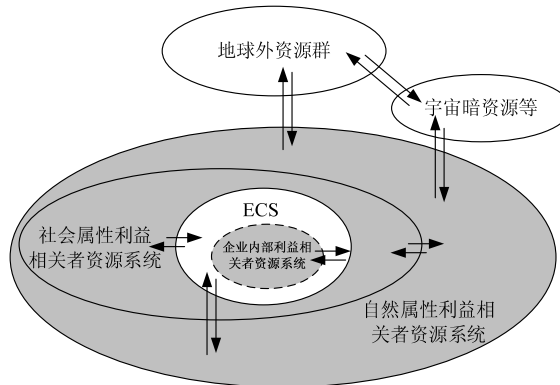 地球外资源群
宇宙暗资源等
ECS
社会属性利益
相关者资源系统
企业内部利益相
关者资源系统
自然属性利益相
关者资源系统